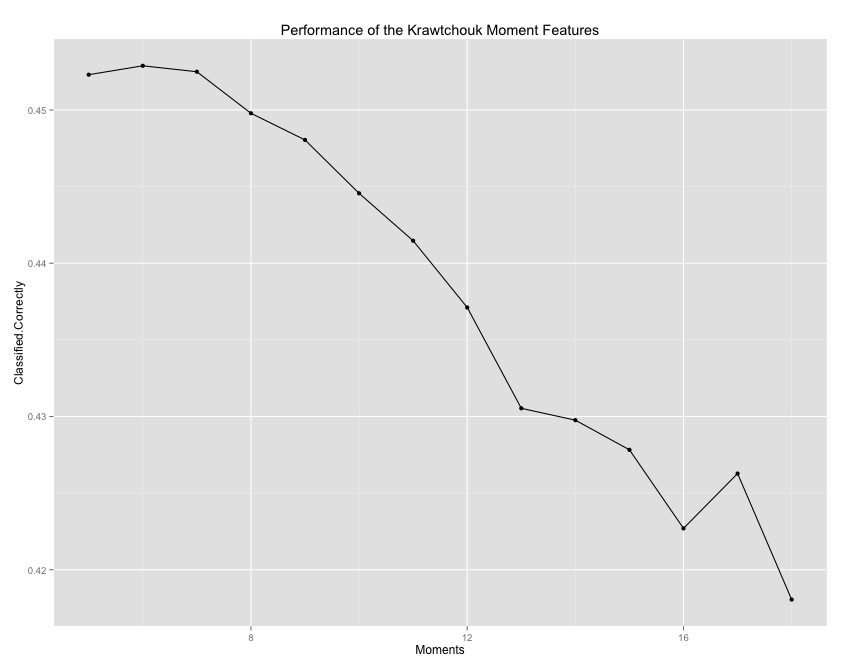 Performance of the Krawtchouk Moment Features
0.45
0.44
0.43
0.42
Classified.Correctly
8 12 16
Moments